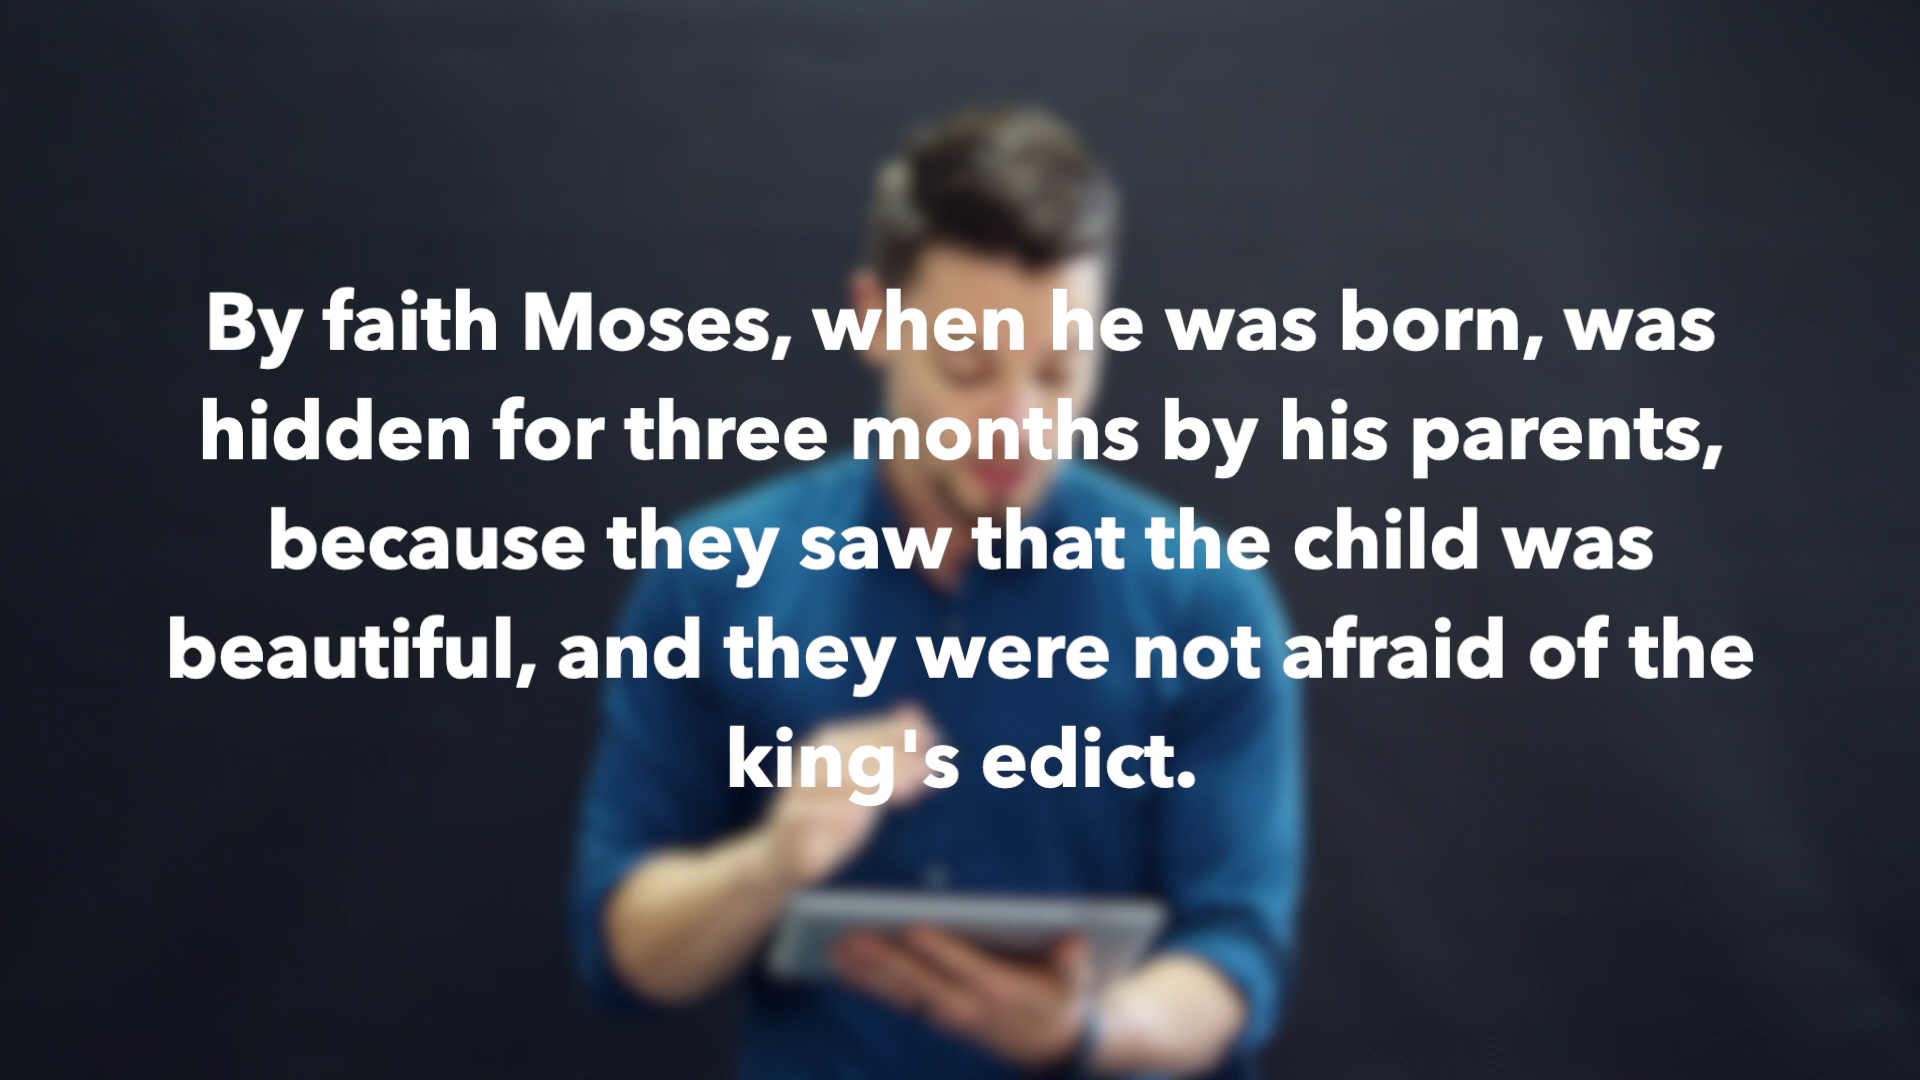 By faith Moses, when he was born, was
hidden for three months by his parents,
because they saw that the child was
beautiful, and they were not afraid of the
king's edict.